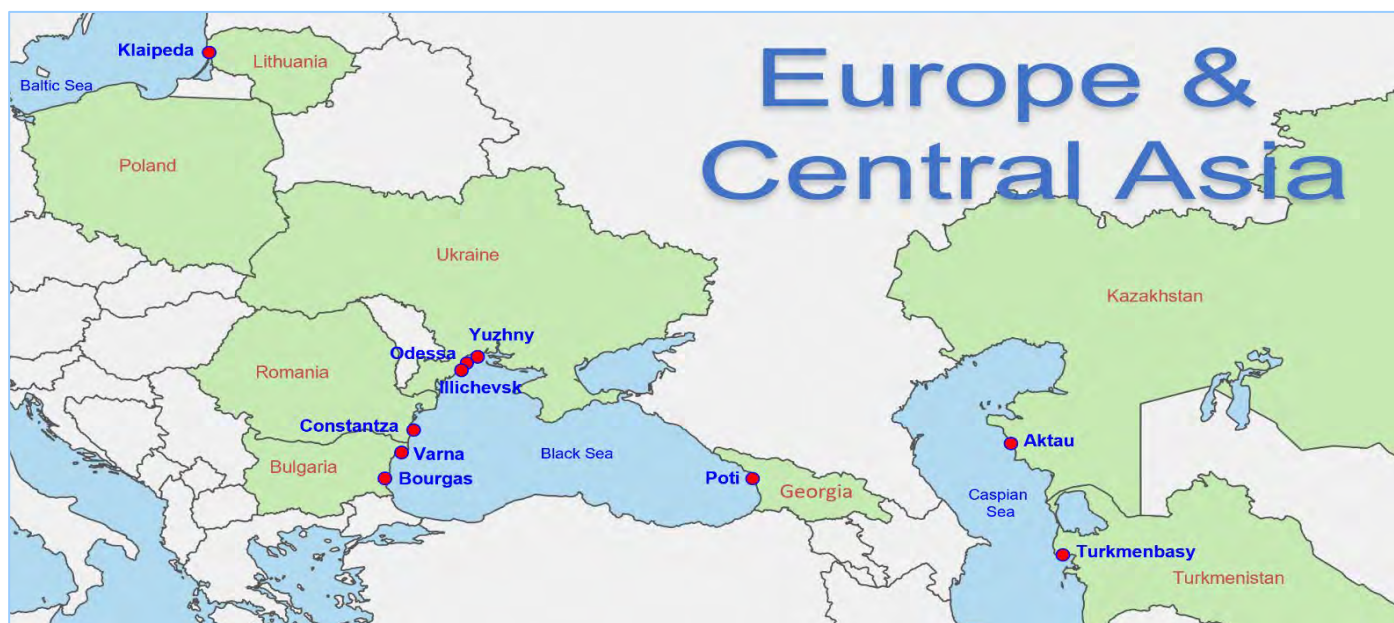 Europe &
Central Asia
Klaipeda
Lithuania
Baltic Sea
Poland
Ukraine
Kazakhstan
Yuzhny
Odessa
Illichevsk
Romania
Constantza
Varna
Bulgaria
Bourgas
Black Sea
Poti
Georgia
Aktau
Caspian
Sea
Turkmenbasy
Turkmenistan